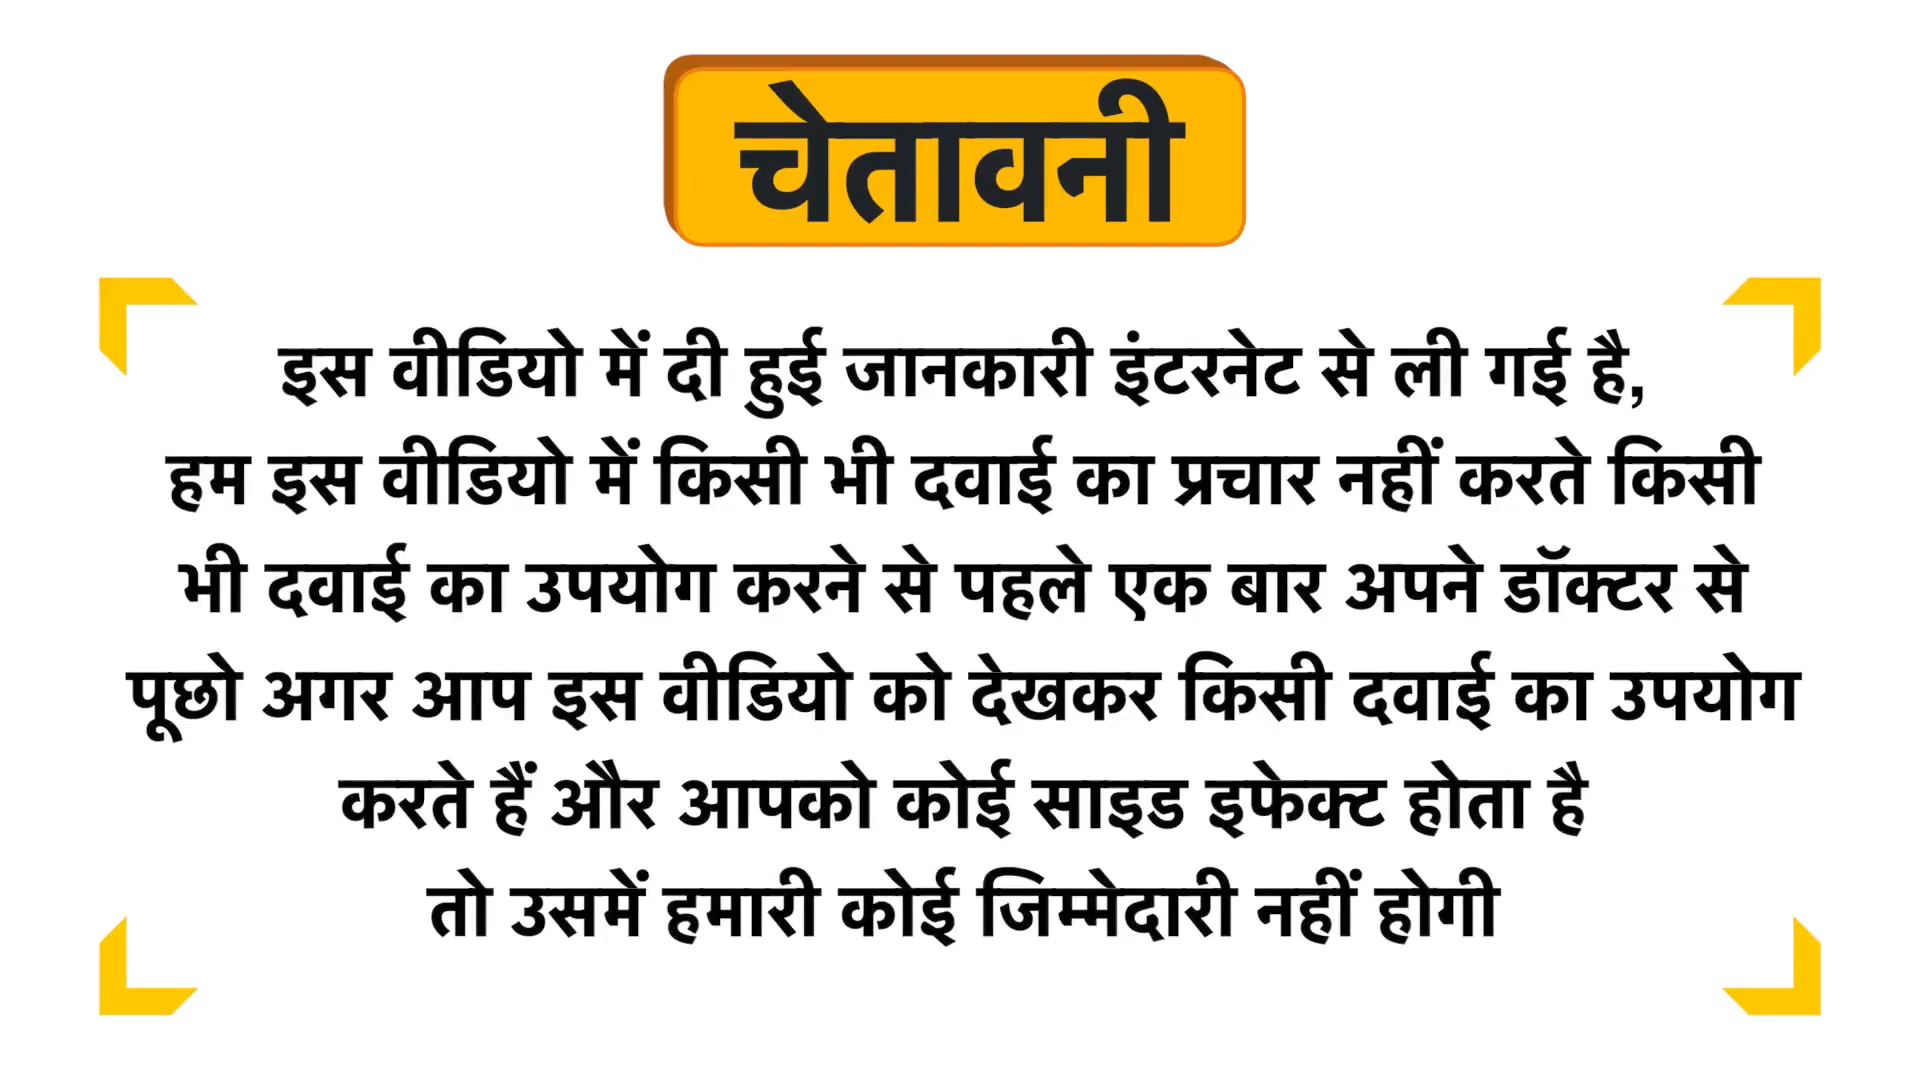 चेतावनी
इस वीडियो में दी हुई जानकारी इंटरनेट से ली गई है,
हम इस वीडियो में किसी भी दवाई का प्रचार नहीं करते किसी
भी दवाई का उपयोग करने से पहले एक बार अपने डॉक्टर से
पूछो अगर आप इस वीडियो को देखकर किसी दवाई का उपयोग
करते हैं और आपको कोई साइड इफेक्ट होता है
तो उसमें हमारी कोई जिम्मेदारी नहीं होगी